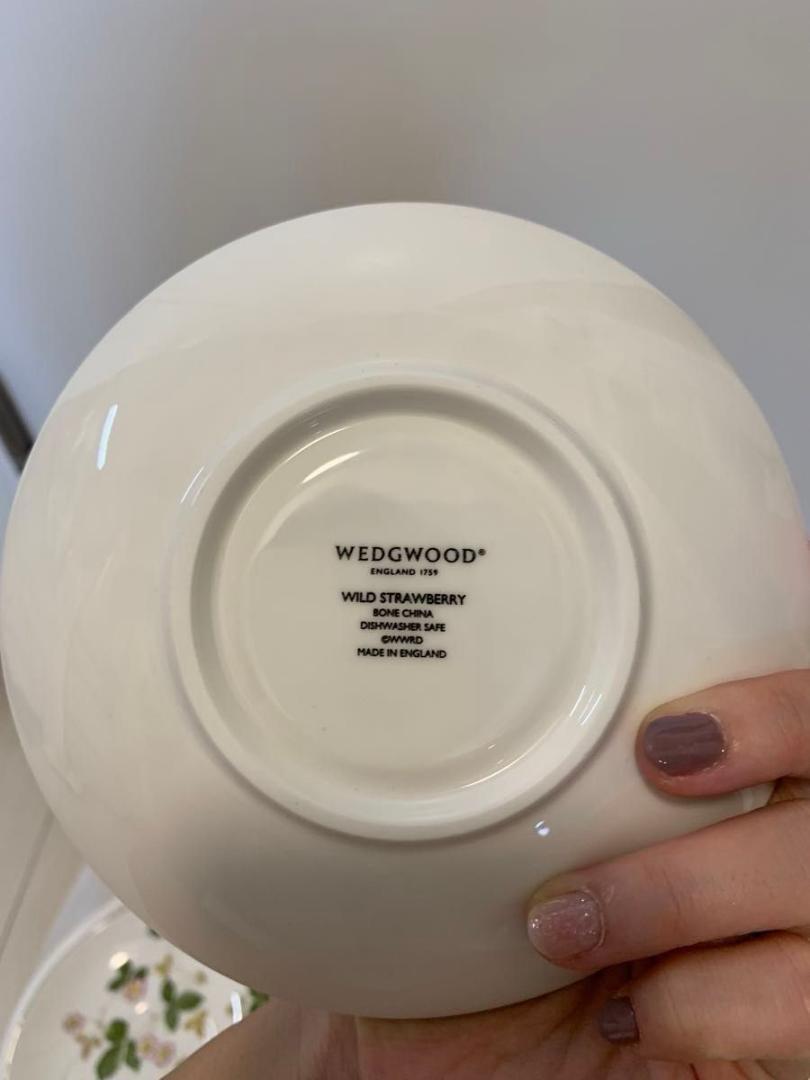 WEDGWOOD®
ENGLAND 1759
WILD STRAWBERRY
BONE CHINA
DISHWASHER SAFE
©WWRD
MADE IN ENGLAND